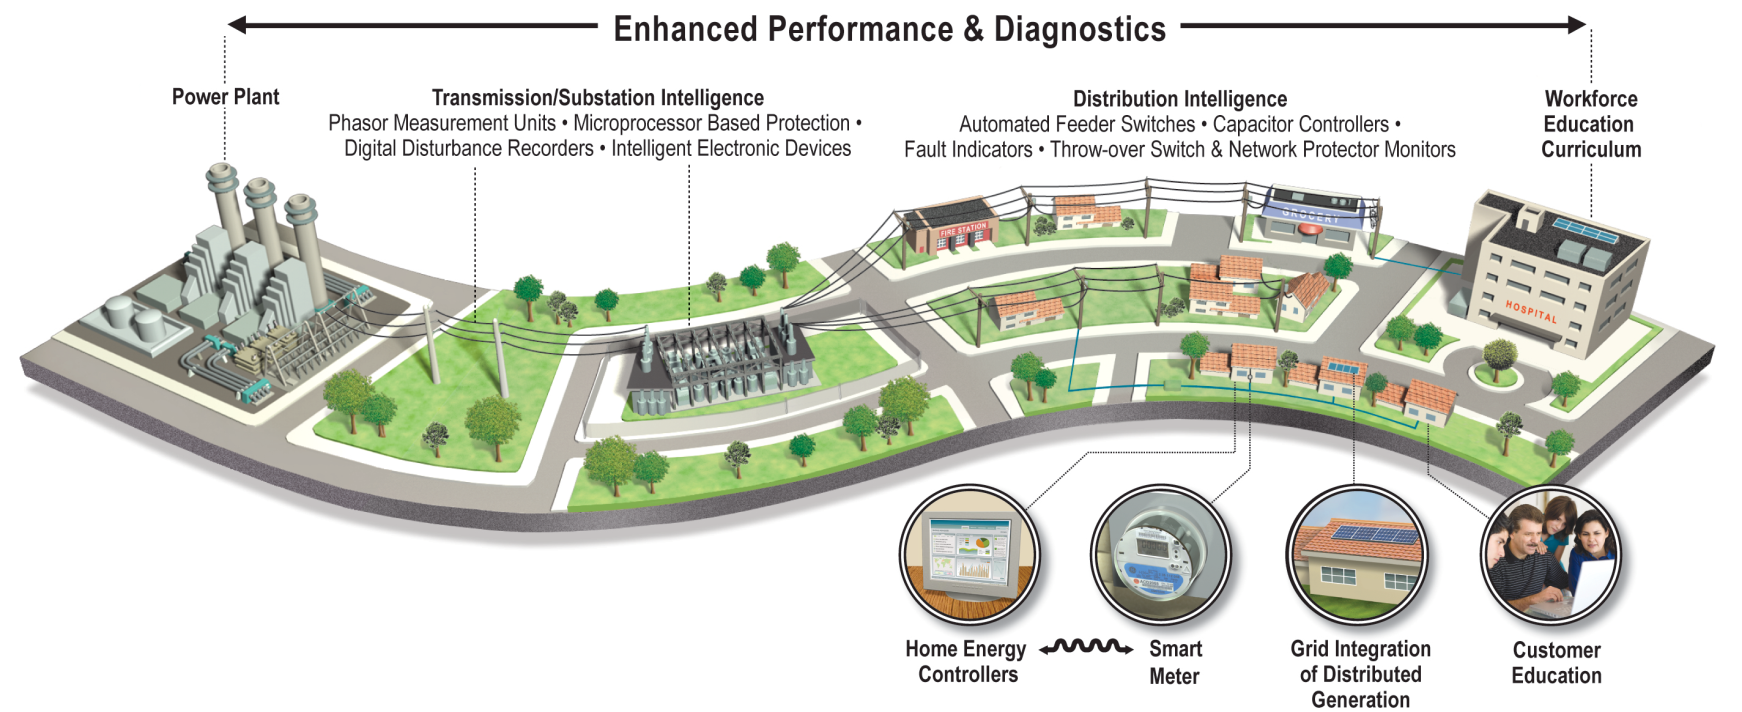 Enhanced Performance & Diagnostics
Power Plant
Transmission/Substation Intelligence
Phasor Measurement Units • Microprocessor Based Protection •
Digital Disturbance Recorders • Intelligent Electronic Devices
Distribution Intelligence
Automated Feeder Switches • Capacitor Controllers •
Fault Indicators • Throw-over Switch & Network Protector Monitors
Workforce
Education
Curriculum
FIRE STATION
GROCERY
HOSPITAL
Home Energy
Controllers
Smart
Meter
Grid Integration
of Distributed
Generation
Customer
Education